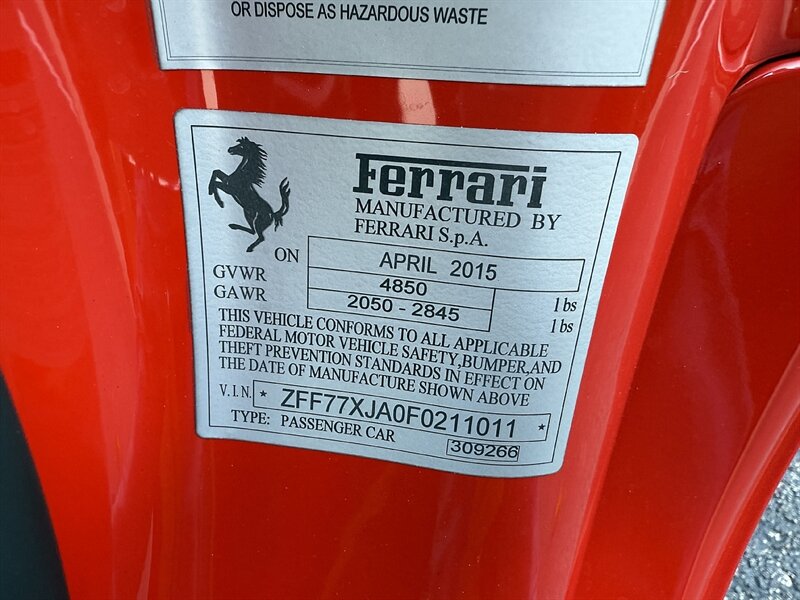 OR DISPOSE AS HAZARDOUS WASTE
Ferrari
MANUFACTURED BY
FERRARI S.p.A.
ON APRIL 2015
GVWR 4850 lbs
GAWR 2050 - 2845 lbs
THIS VEHICLE CONFORMS TO ALL APPLICABLE
FEDERAL MOTOR VEHICLE SAFETY,BUMPER,AND
THEFT PREVENTION STANDARDS IN EFFECT ON
THE DATE OF MANUFACTURE SHOWN ABOVE
V.I.N. * ZFF77XJA0F0211011 *
TYPE: PASSENGER CAR 309266